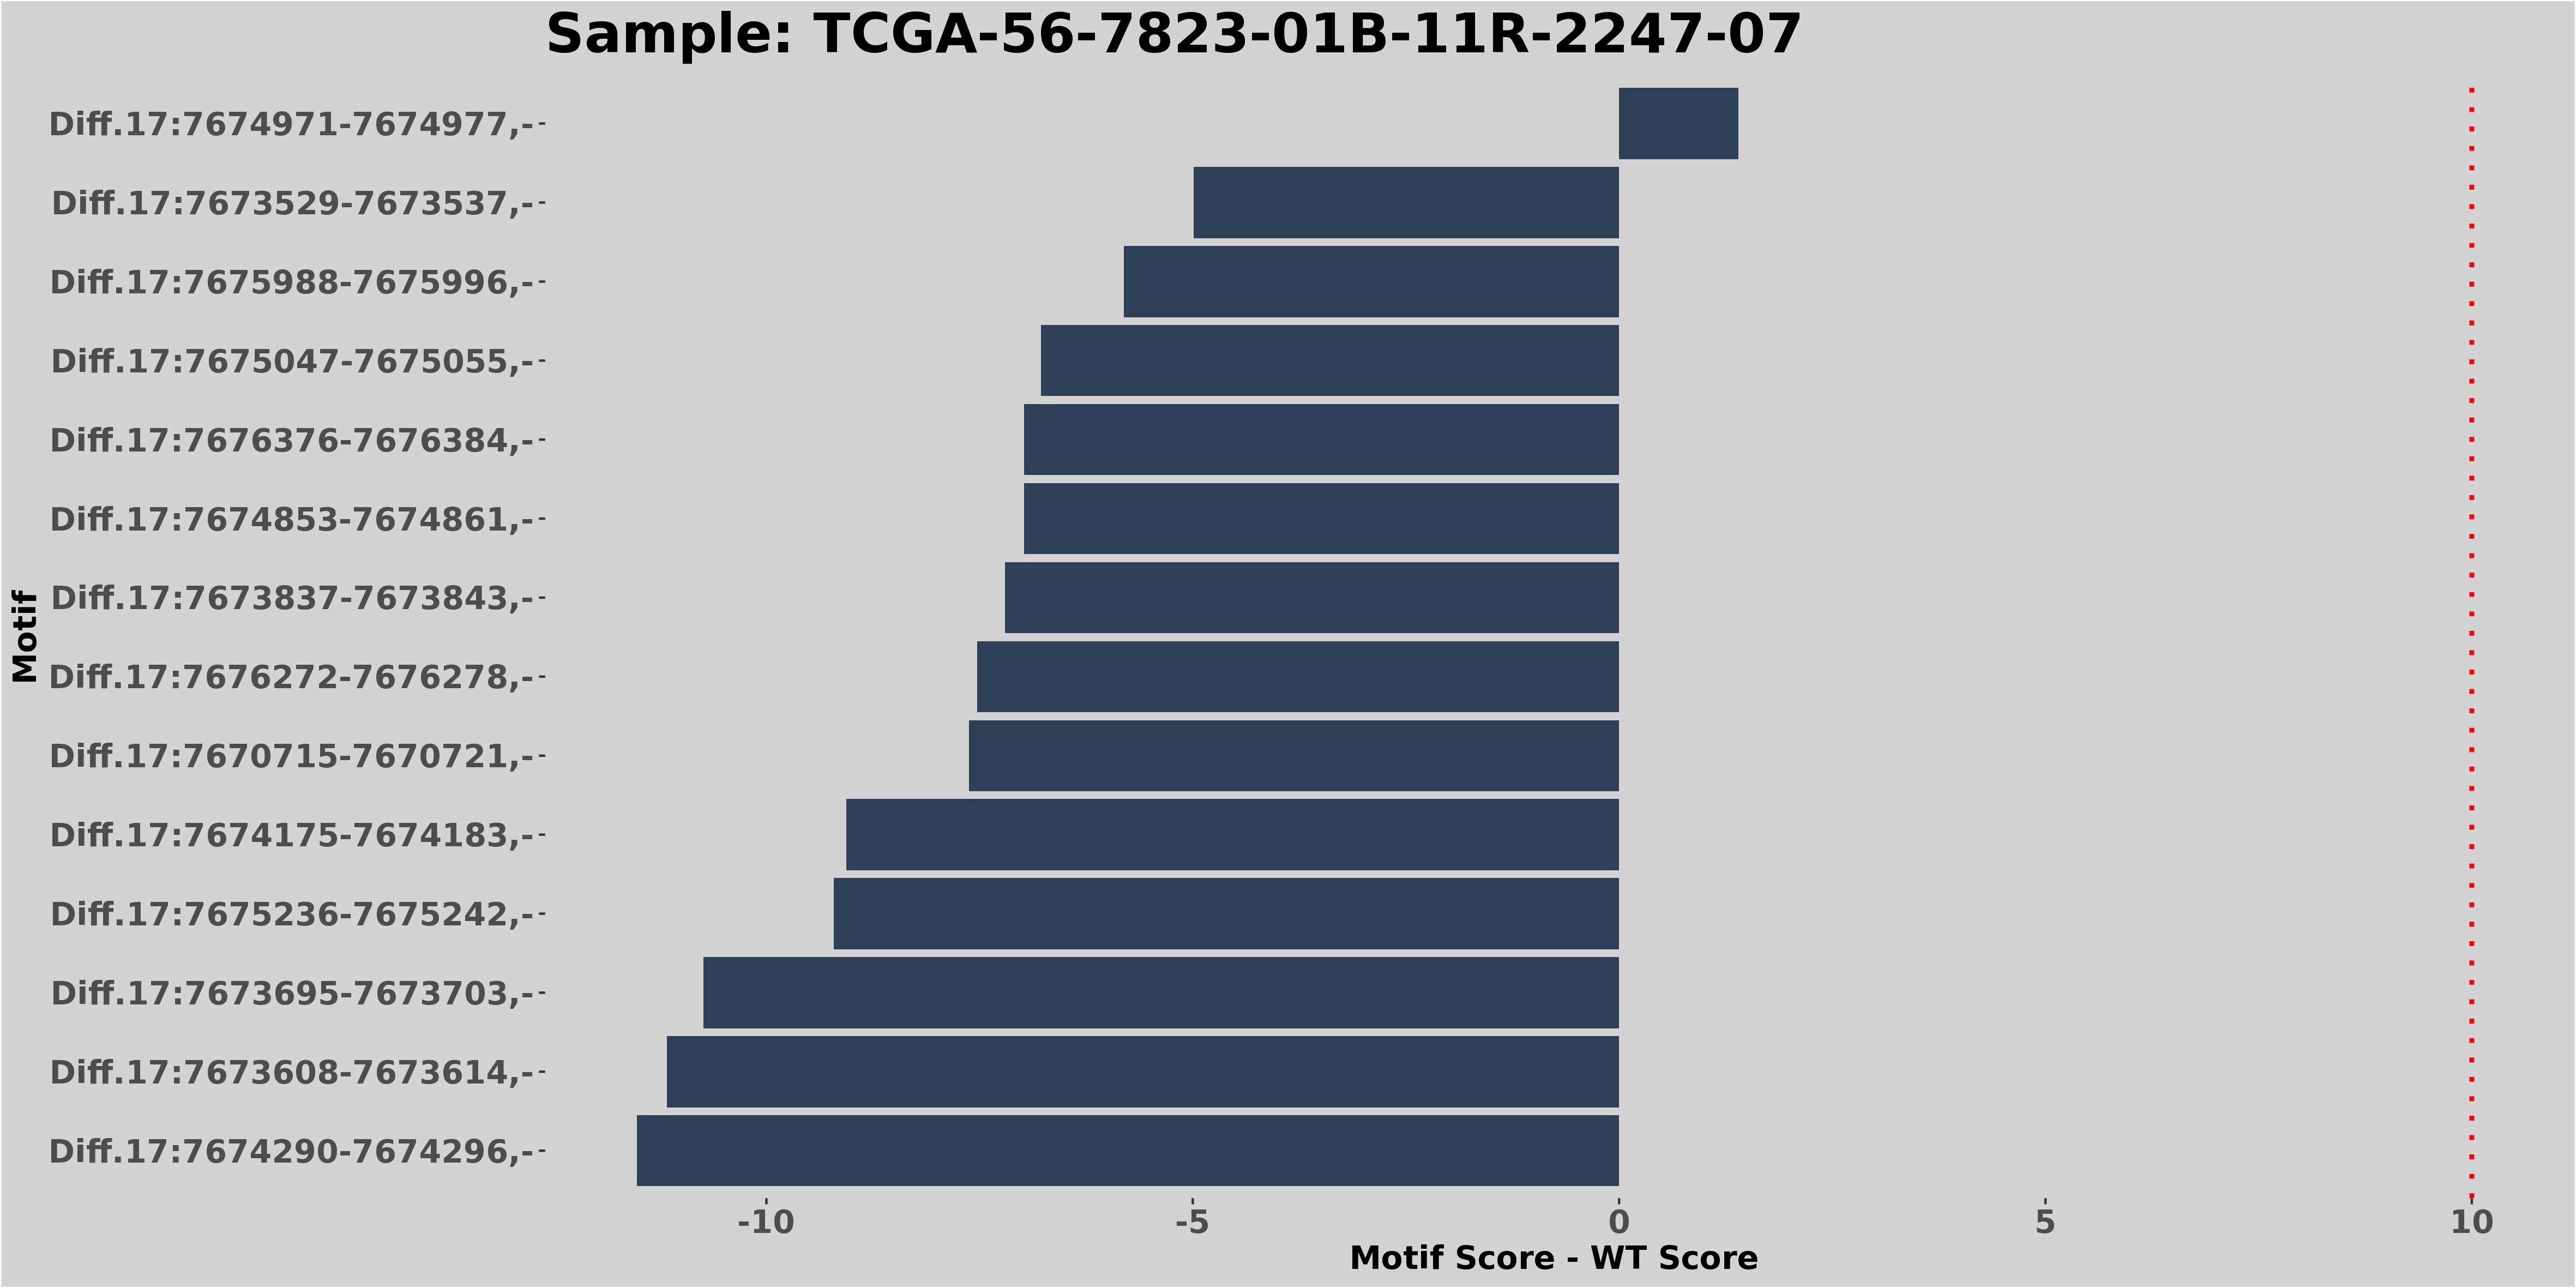 Sample: TCGA-56-7823-01B-11R-2247-07
Diff.17:7674971-7674977,-
Diff.17:7673529-7673537,-
Diff.17:7675988-7675996,-
Diff.17:7675047-7675055,-
Diff.17:7676376-7676384,-
Diff.17:7674853-7674861,-
Diff.17:7673837-7673843,-
Diff.17:7676272-7676278,-
Diff.17:7670715-7670721,-
Diff.17:7674175-7674183,-
Diff.17:7675236-7675242,-
Diff.17:7673695-7673703,-
Diff.17:7673608-7673614,-
Diff.17:7674290-7674296,-
Motif
-10 -5 0 5 10
Motif Score - WT Score